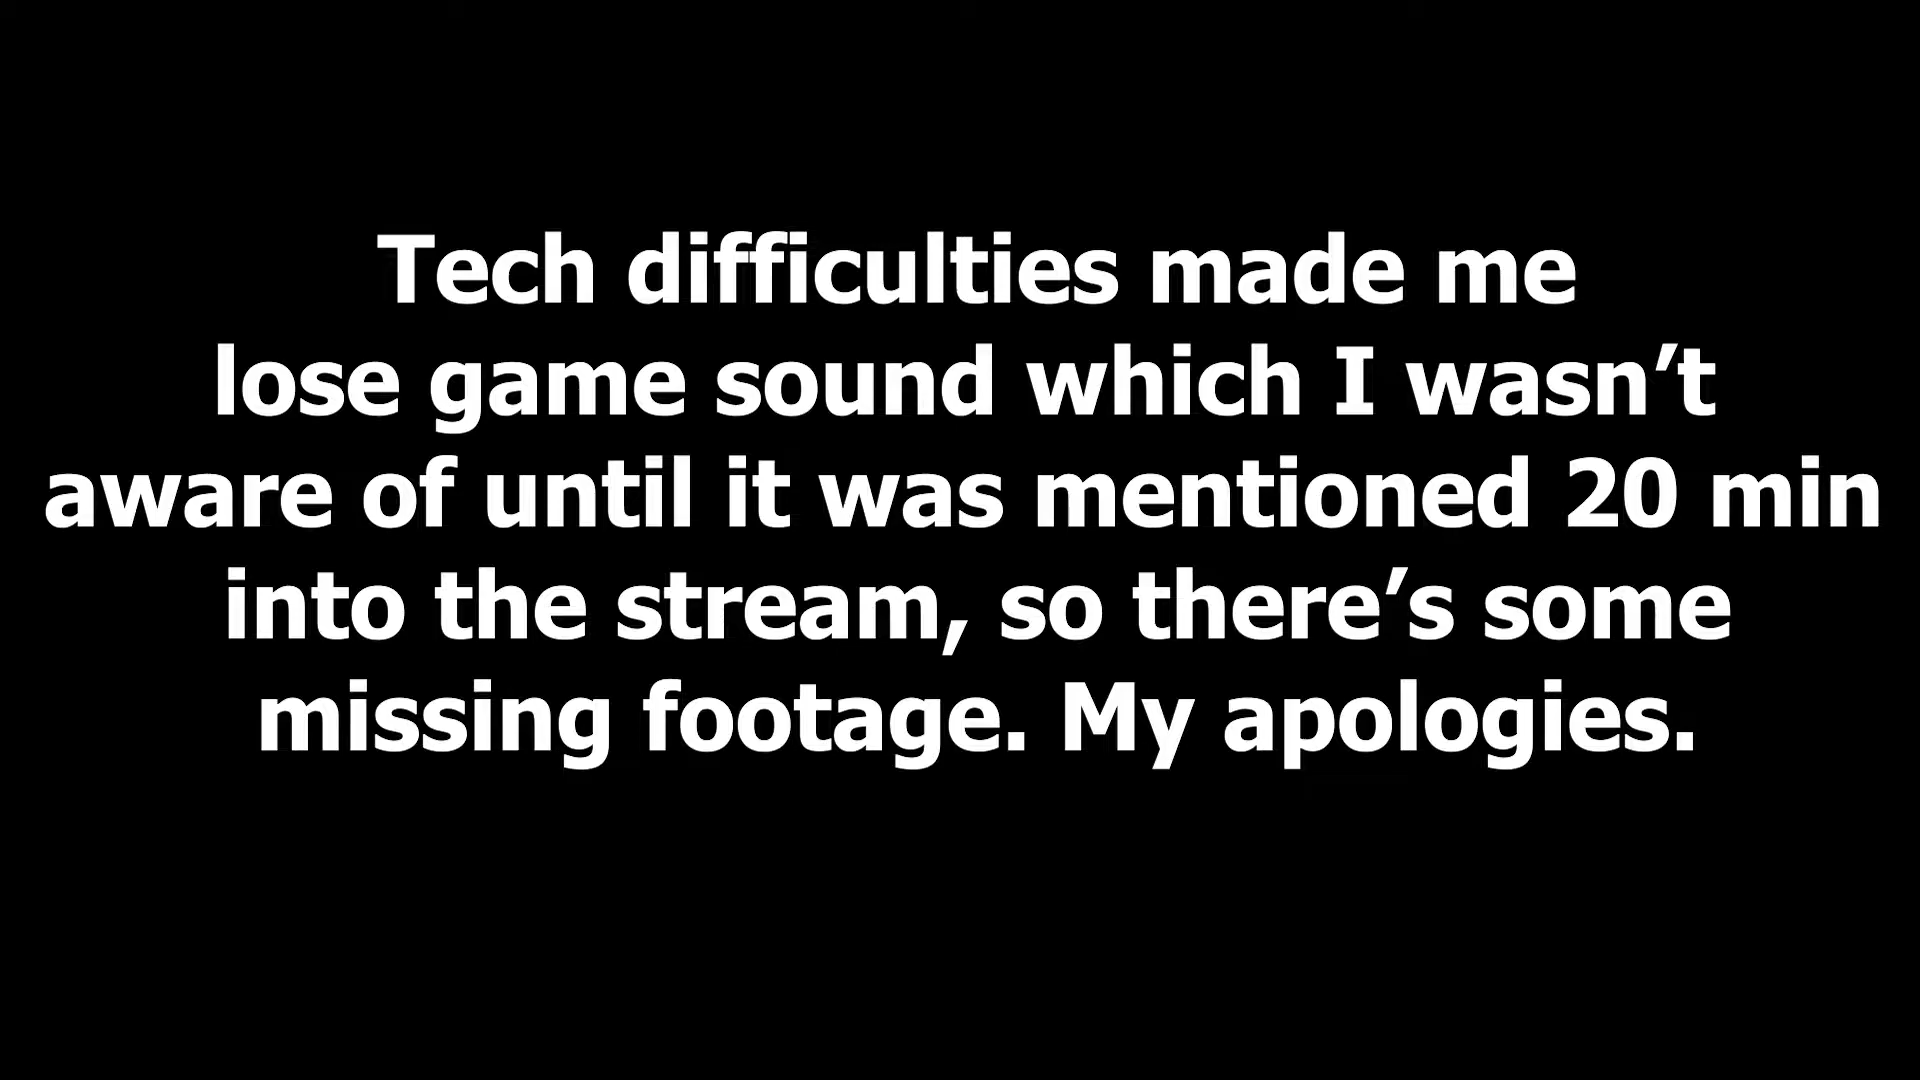 Tech difficulties made me
lose game sound which I wasn’t
aware of until it was mentioned 20 min
into the stream, so there’s some
missing footage. My apologies.